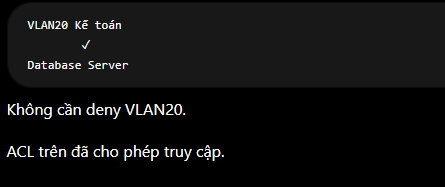 VLAN20 Kế toán
✓
Database Server
Không cần deny VLAN20.
ACL trên đã cho phép truy cập.